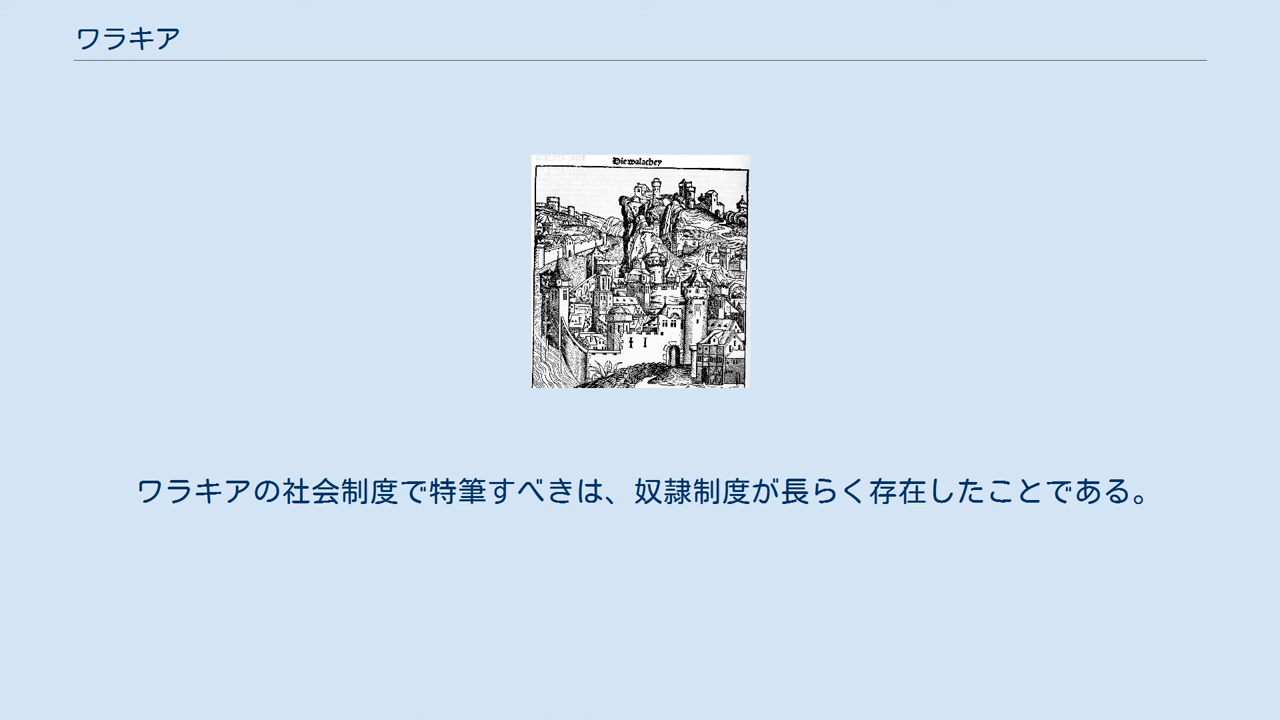 ワラキア
Die walachey
ワラキアの社会制度で特筆すべきは、奴隷制度が長らく存在したことである。